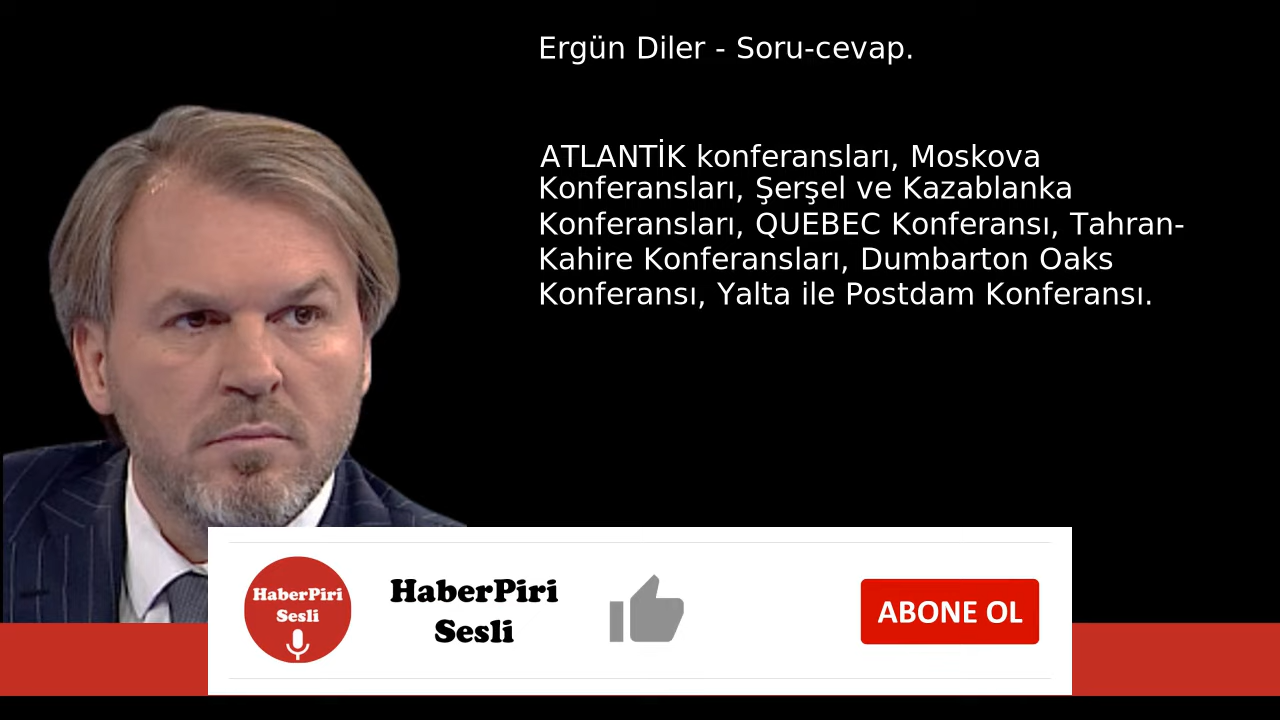 Ergün Diler - Soru-cevap.
ATLANTİK konferansları, Moskova
Konferansları, Şerşel ve Kazablanka
Konferansları, QUEBEC Konferansı, Tahran-
Kahire Konferansları, Dumbarton Oaks
Konferansı, Yalta ile Postdam Konferansı.
HaberPiri
Sesli
HaberPiri
Sesli
ABONE OL